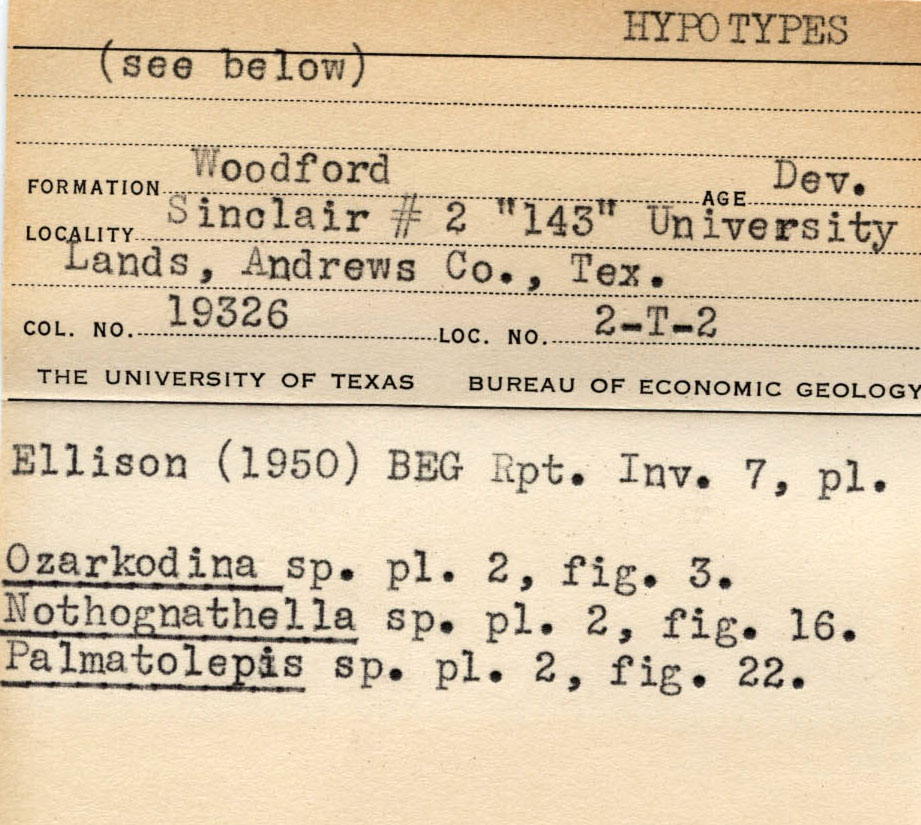 HYPOTYPES
(see below)
FORMATION Woodford AGE Dev.
LOCALITY Sinclair # 2 "143" University
Lands, Andrews Co., Tex.
COL. NO. 19326 LOC. NO. 2-T-2
THE UNIVERSITY OF TEXAS BUREAU OF ECONOMIC GEOLOGY
Ellison (1950) BEG Rpt. Inv. 7, pl.
Ozarkodina sp. pl. 2, fig. 3.
Nothognathella sp. pl. 2, fig. 16.
Palmatolepis sp. pl. 2, fig. 22.